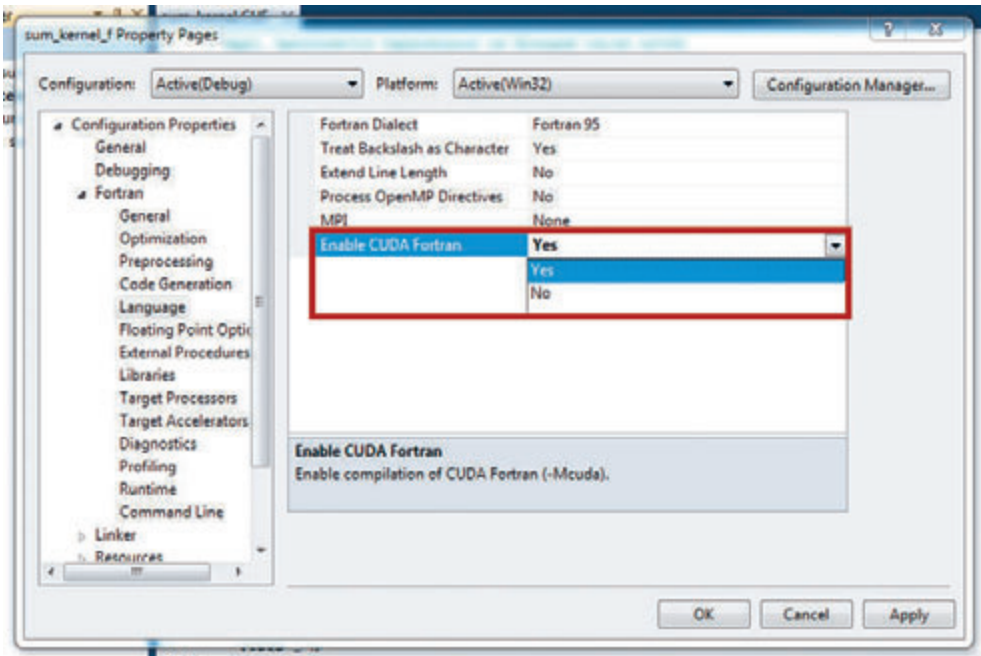 sum_kernel_f Property Pages
Configuration: Active(Debug) Platform: Active(Win32) Configuration Manager...
Configuration Properties
General
Debugging
Fortran
General
Optimization
Preprocessing
Code Generation
Language
Floating Point Optic
External Procedures
Libraries
Target Processors
Target Accelerators
Diagnostics
Profiling
Runtime
Command Line
Linker
Resources
Fortran Dialect Fortran 95
Treat Backslash as Character Yes
Extend Line Length No
Process OpenMP Directives No
MPI None
Enable CUDA Fortran Yes
Yes
No
Enable CUDA Fortran
Enable compilation of CUDA Fortran (-Mcuda).
OK Cancel Apply